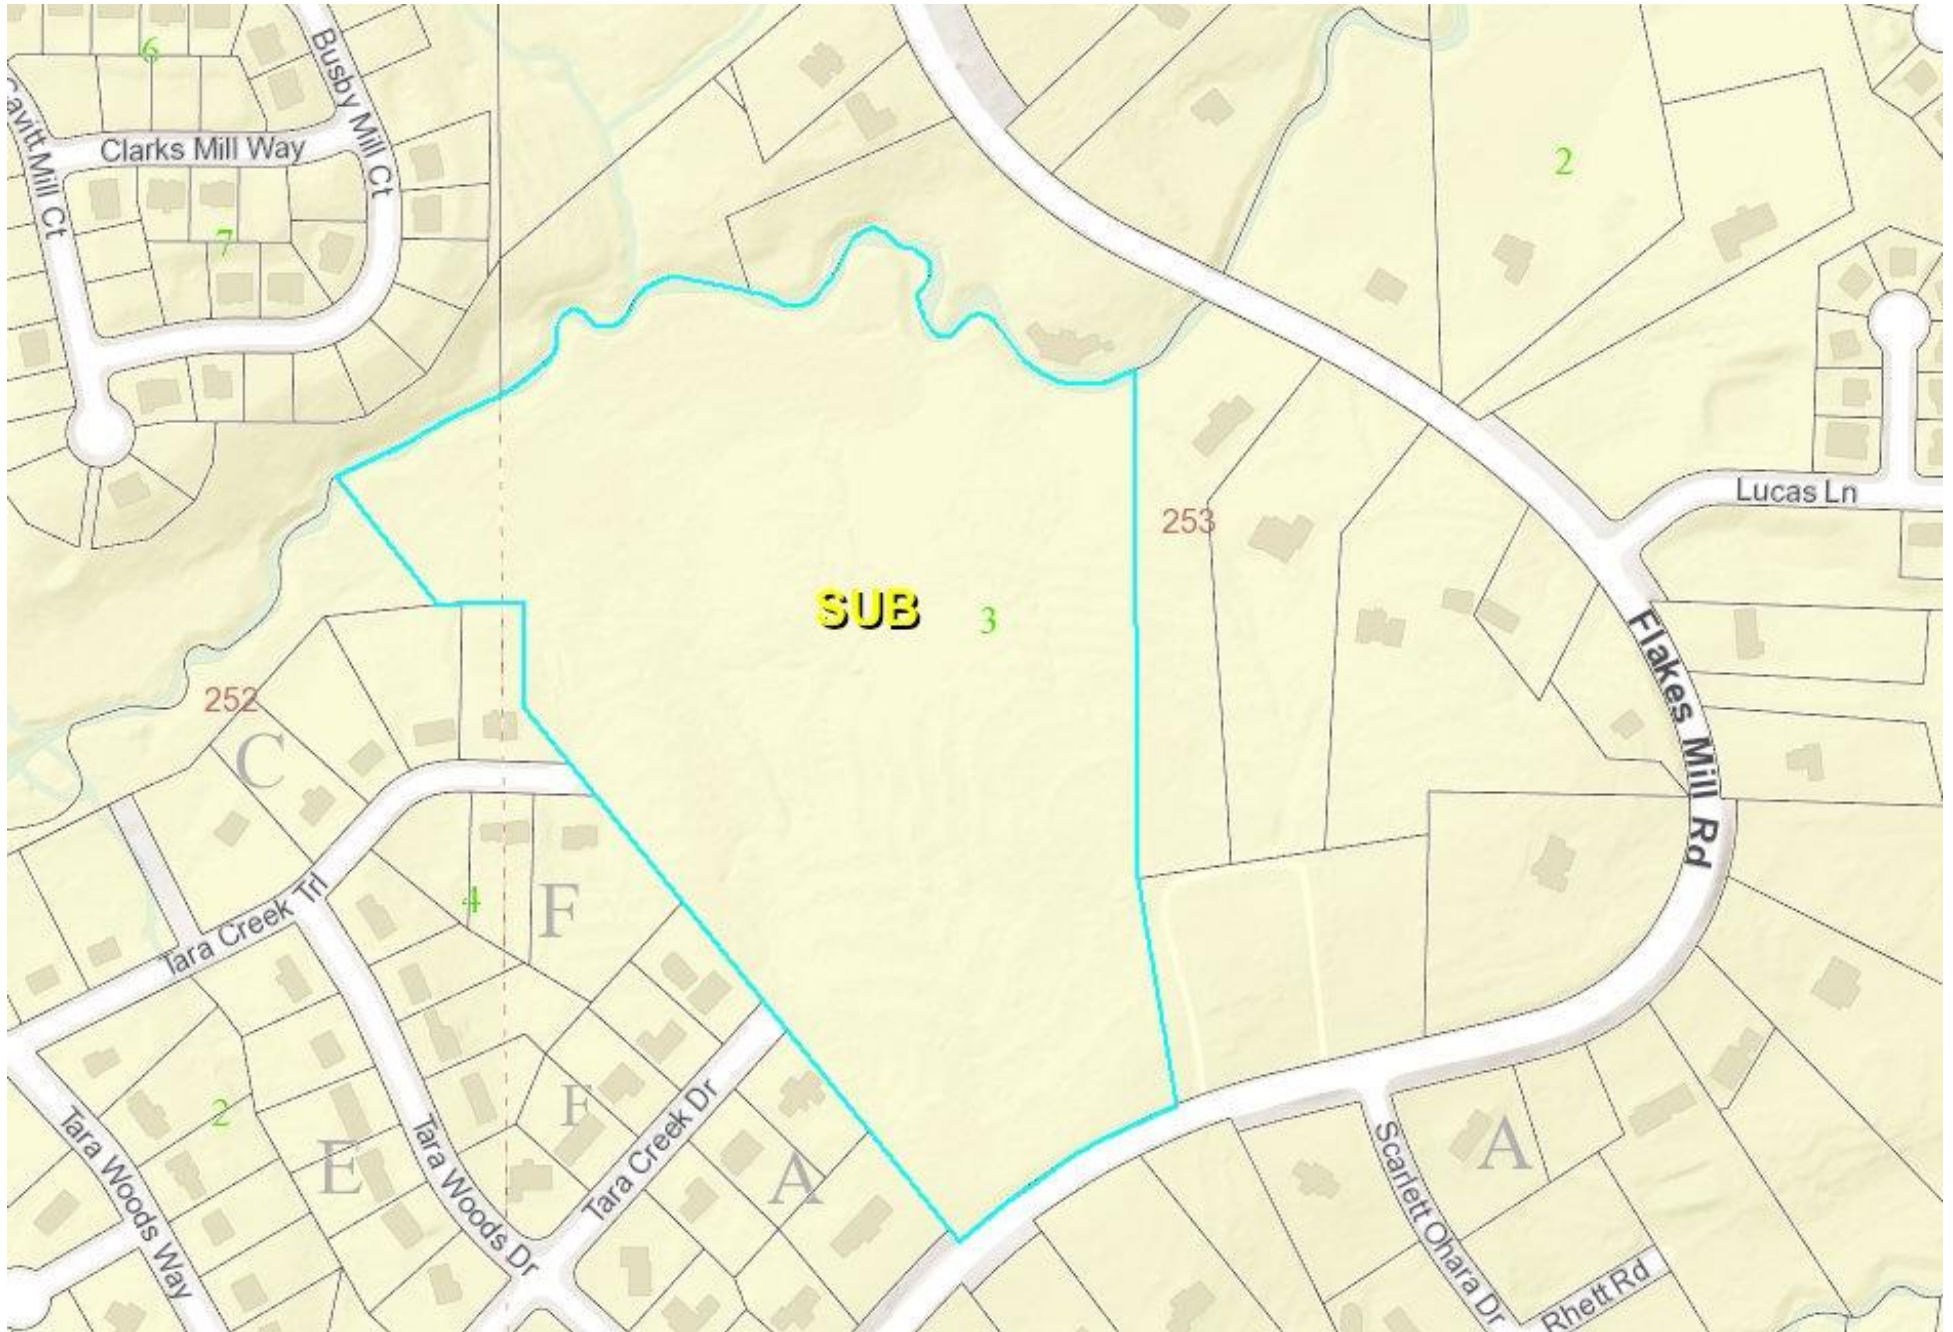 6
Busby Mill Ct
Clarks Mill Way
Cavitt Mill Ct
7
2
253
Lucas Ln
SUB
3
Flakes Mill Rd
252
C
4
F
Tara Creek Trl
2
F
Tara Creek Dr
E
Tara Woods Dr
A
Scarlett Ohara Dr
A
Tara Woods Way
Rhett Rd